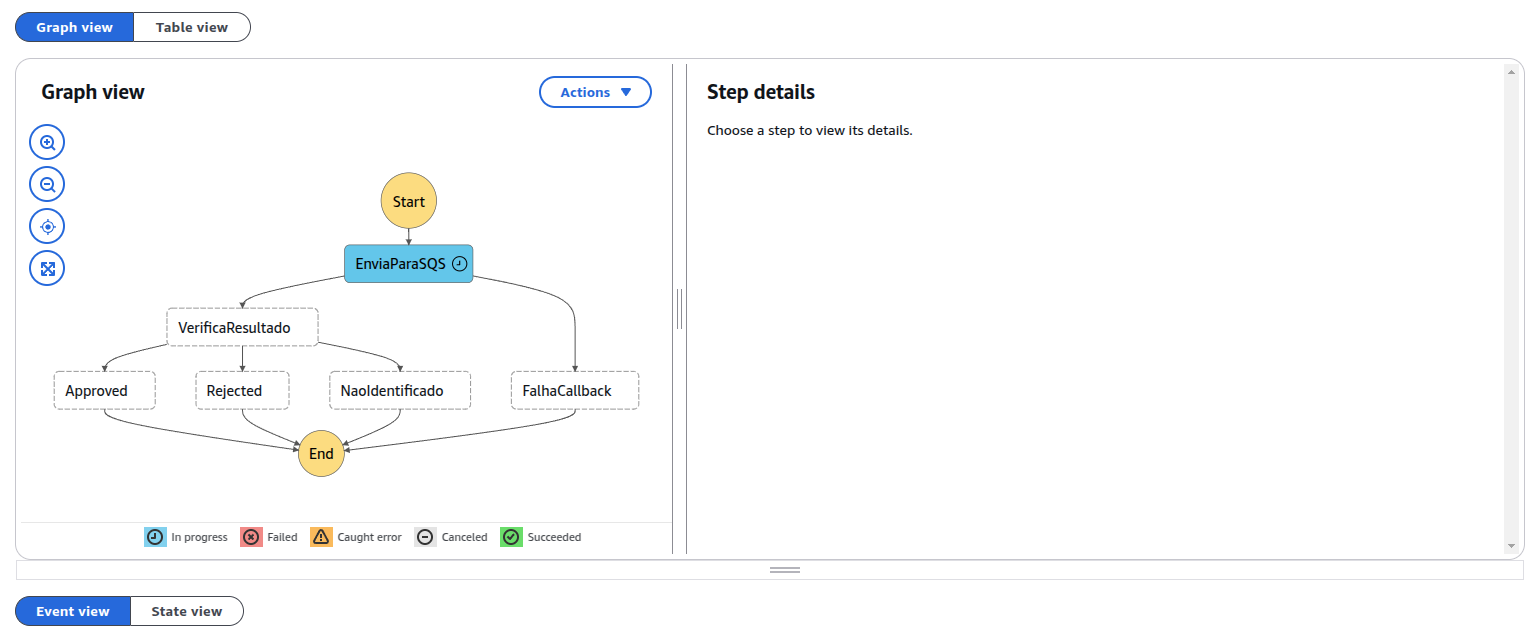 Graph view
Table view
Graph view
Actions
Step details
Choose a step to view its details.
Start
EnviaParaSQS
VerificaResultado
Approved
Rejected
NaoIdentificado
FalhaCallback
End
In progress
Failed
Caught error
Canceled
Succeeded
Event view
State view